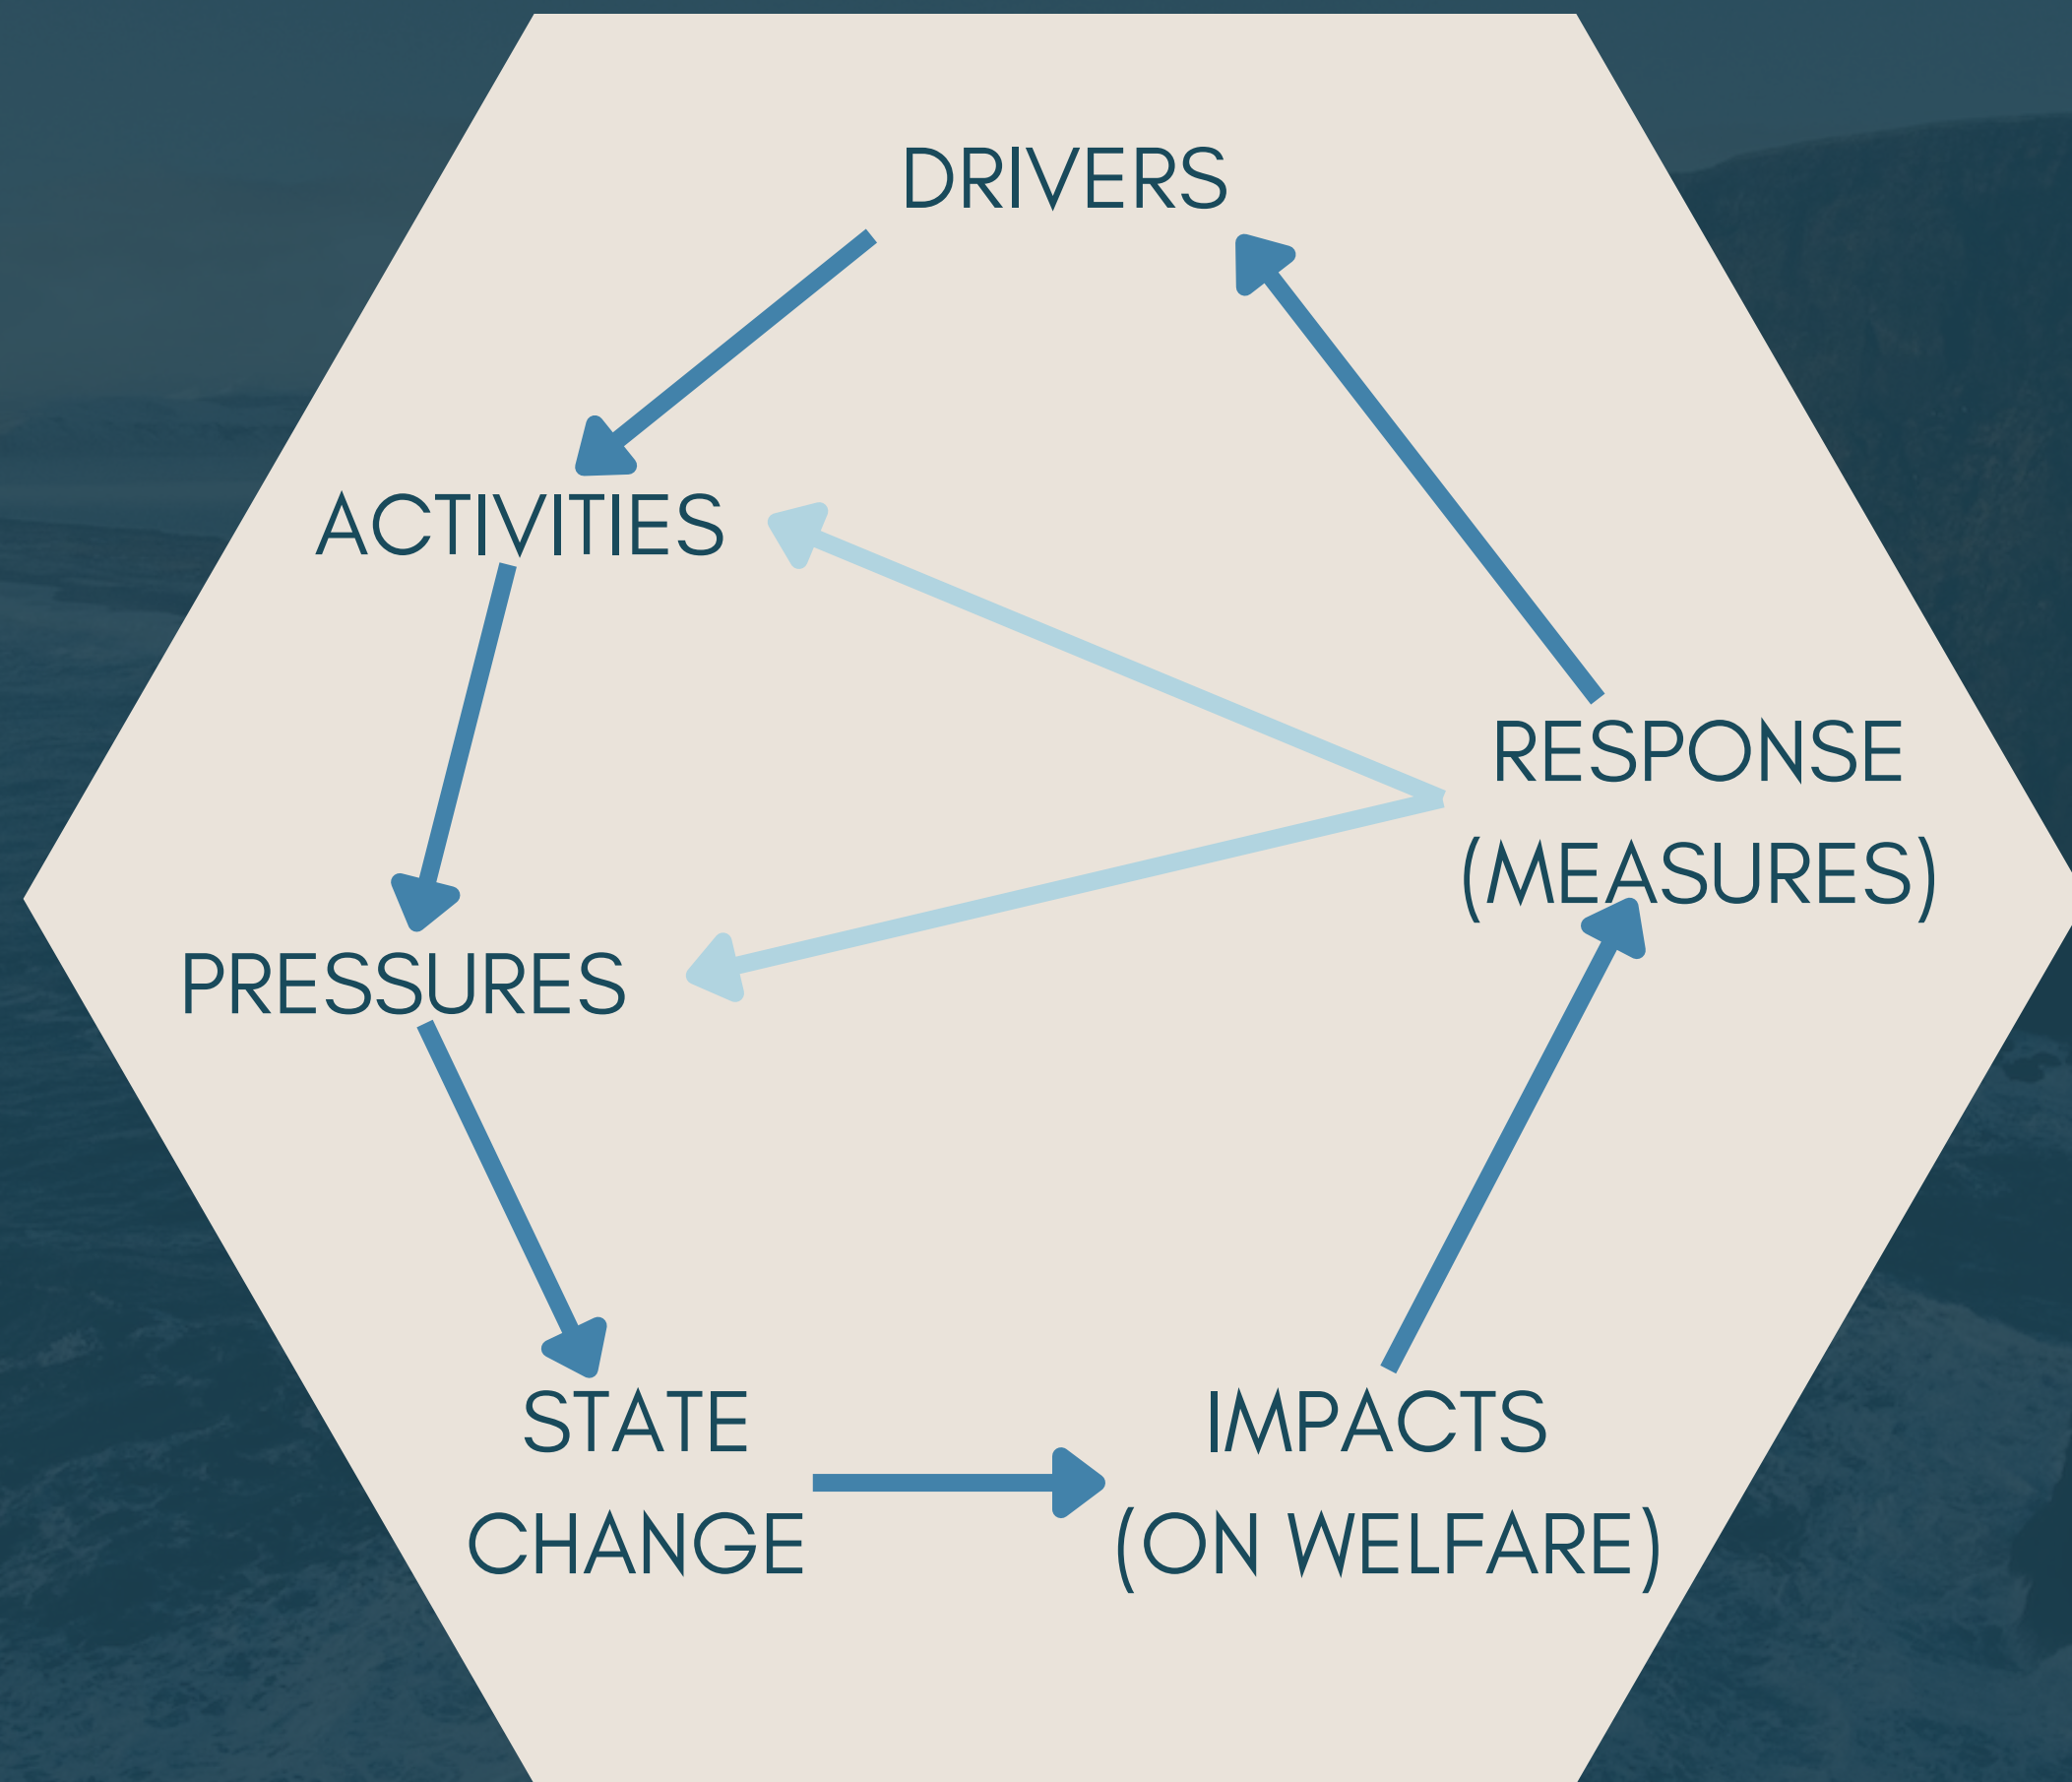 DRIVERS
ACTIVITIES
RESPONSE
(MEASURES)
PRESSURES
STATE
CHANGE
IMPACTS
(ON WELFARE)